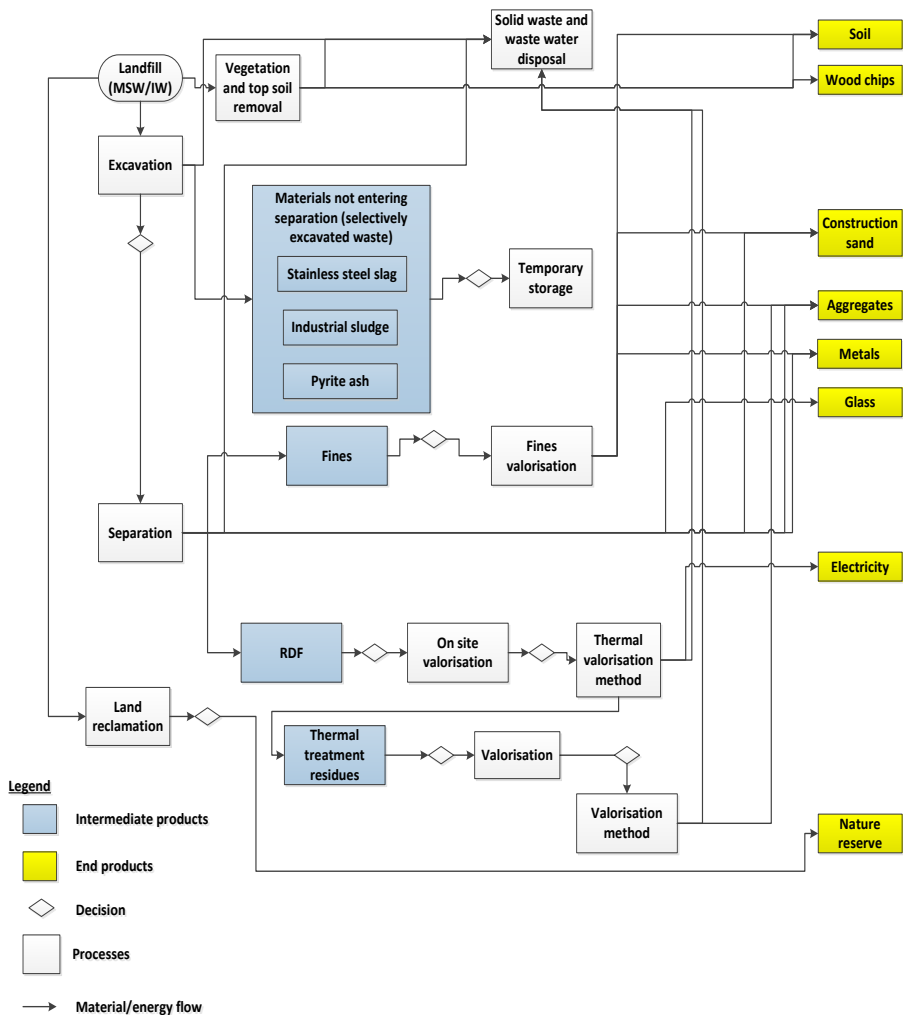 Solid waste and
waste water
disposal
Soil
Landfill
(MSW/IW)
Vegetation
and top soil
removal
Wood chips
Excavation
Materials not entering
separation (selectively
excavated waste)
Stainless steel slag
Industrial sludge
Pyrite ash
Temporary
storage
Construction
sand
Aggregates
Metals
Glass
Fines
Fines
valorisation
Separation
Electricity
RDF
On site
valorisation
Thermal
valorisation
method
Land
reclamation
Thermal
treatment
residues
Valorisation
Valorisation
method
Nature
reserve
Legend
Intermediate products
End products
Decision
Processes
Material/energy flow